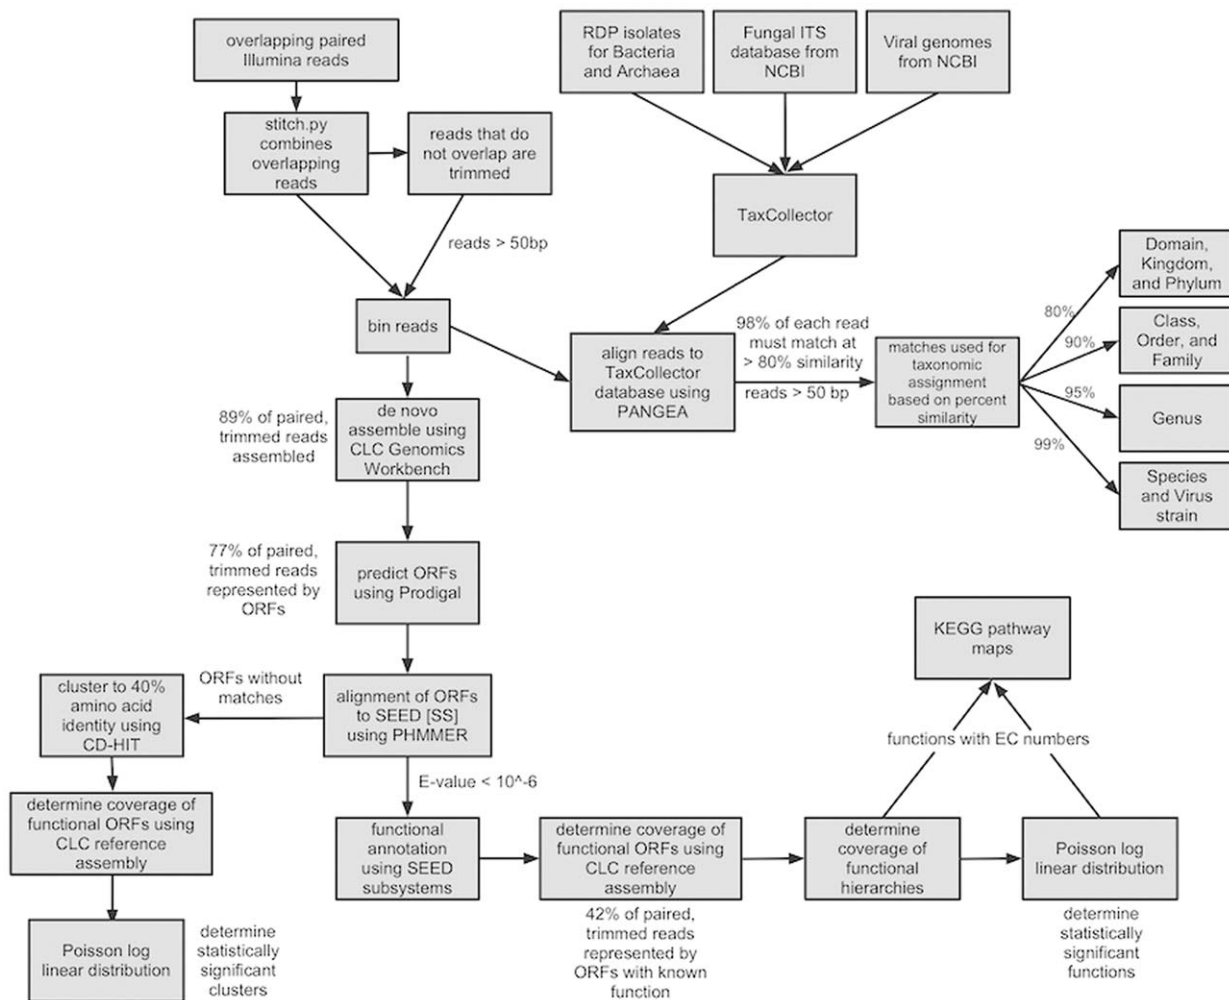 overlapping paired
Illumina reads
RDP isolates
for Bacteria
and Archaea
Fungal ITS
database from
NCBI
Viral genomes
from NCBI
stitch.py
combines
overlapping
reads
reads that do
not overlap are
trimmed
reads > 50bp
TaxCollector
bin reads
align reads to
TaxCollector
database using
PANGEA
98% of each read
must match at
> 80% similarity
reads > 50 bp
matches used for
taxonomic
assignment
based on percent
similarity
80%
90%
95%
99%
Domain,
Kingdom,
and Phylum
Class,
Order, and
Family
Genus
Species
and Virus
strain
89% of paired,
trimmed reads
assembled
de novo
assemble using
CLC Genomics
Workbench
77% of paired,
trimmed reads
represented by
ORFs
predict ORFs
using Prodigal
ORFs without
matches
cluster to 40%
amino acid
identity using
CD-HIT
alignment of ORFs
to SEED [SS]
using PHMMER
E-value < 10^-6
determine coverage of
functional ORFs using
CLC reference
assembly
Poisson log
linear distribution
determine
statistically
significant
clusters
functional
annotation
using SEED
subsystems
determine coverage of
functional ORFs using
CLC reference
assembly
42% of paired,
trimmed reads
represented by
ORFs with known
function
determine
coverage of
functional
hierarchies
Poisson log
linear distribution
determine
statistically
significant
functions
functions with EC numbers
KEGG pathway
maps